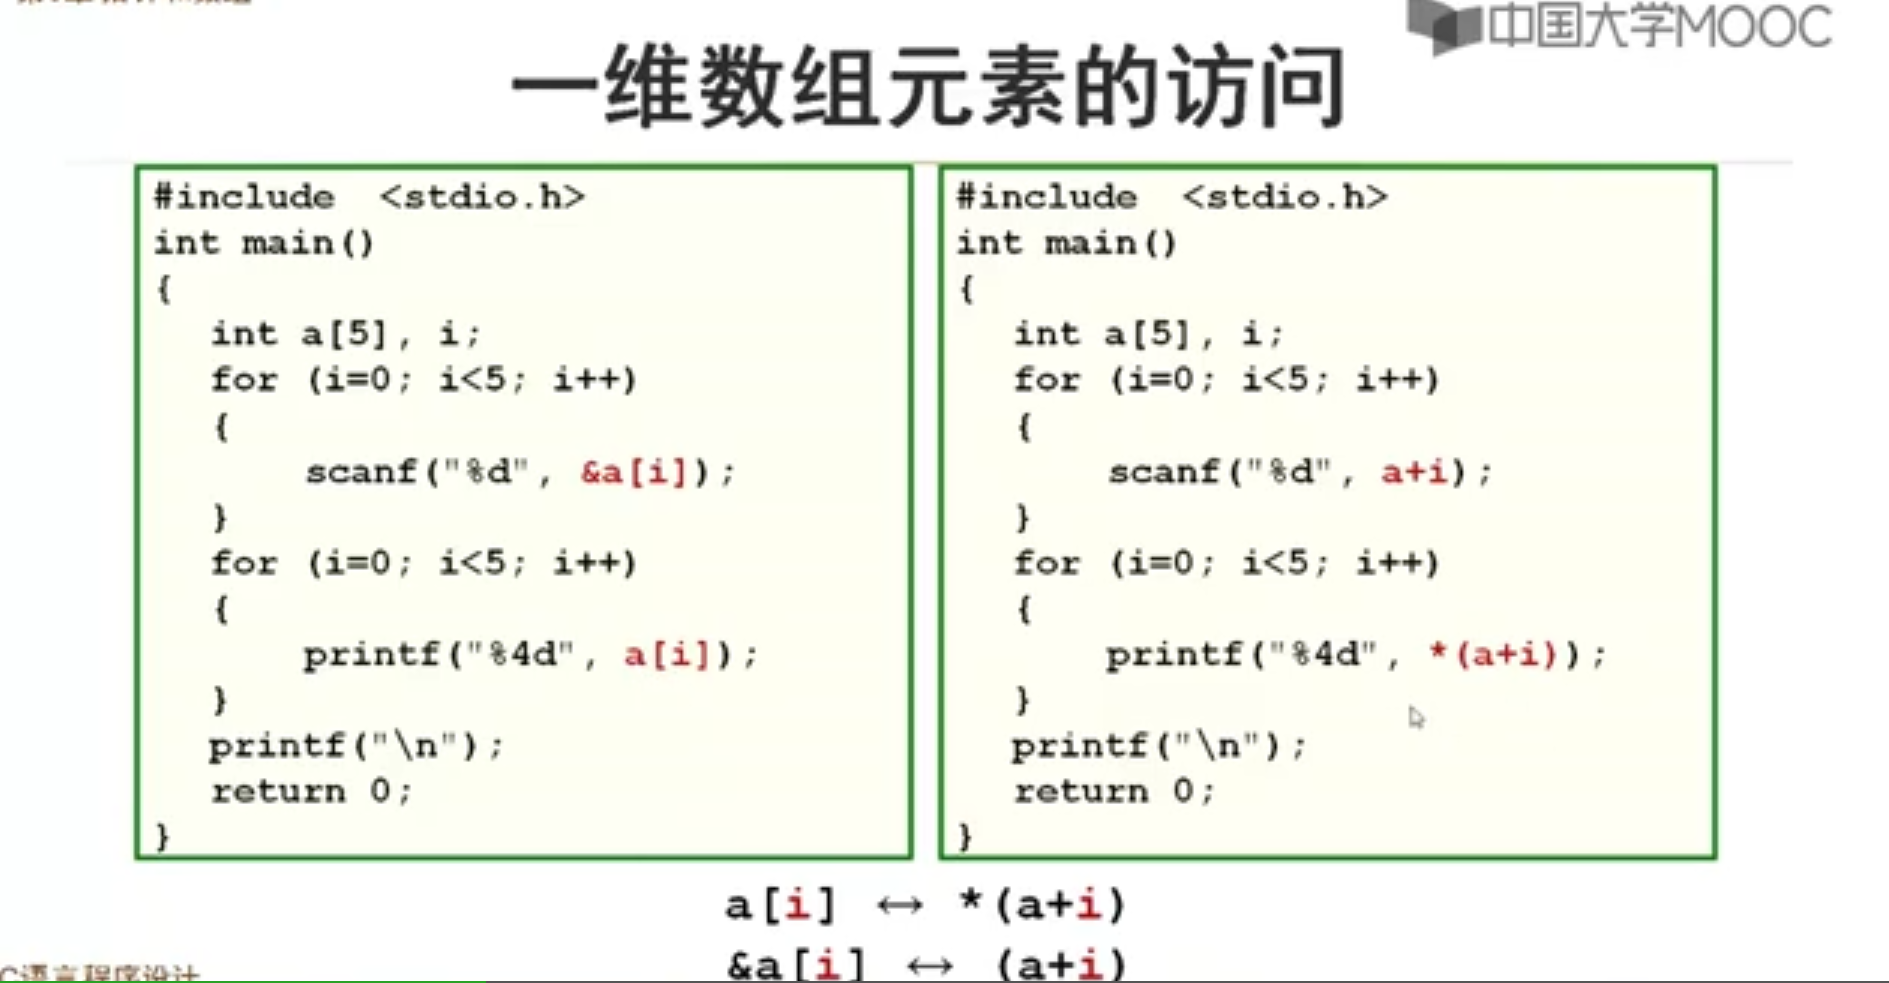 中国大学MOOC
一维数组元素的访问
#include <stdio.h>
int main()
{
int a[5], i;
for (i=0; i<5; i++)
{
scanf("%d", &a[i]);
}
for (i=0; i<5; i++)
{
printf("%4d", a[i]);
}
printf("\n");
return 0;
}
#include <stdio.h>
int main()
{
int a[5], i;
for (i=0; i<5; i++)
{
scanf("%d", a+i);
}
for (i=0; i<5; i++)
{
printf("%4d", *(a+i));
}
printf("\n");
return 0;
}
a[i] ↔ *(a+i)
&a[i] ↔ (a+i)
C语言程序设计